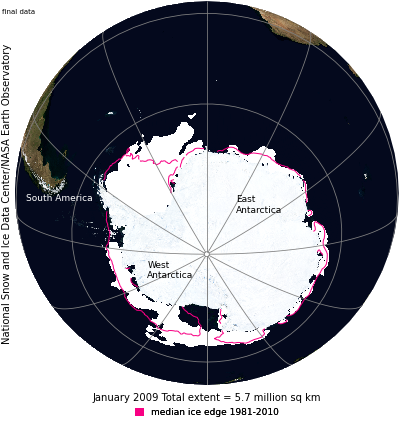 final data
National Snow and Ice Data Center/NASA Earth Observatory
South America
East
Antarctica
West
Antarctica
January 2009 Total extent = 5.7 million sq km
median ice edge 1981-2010